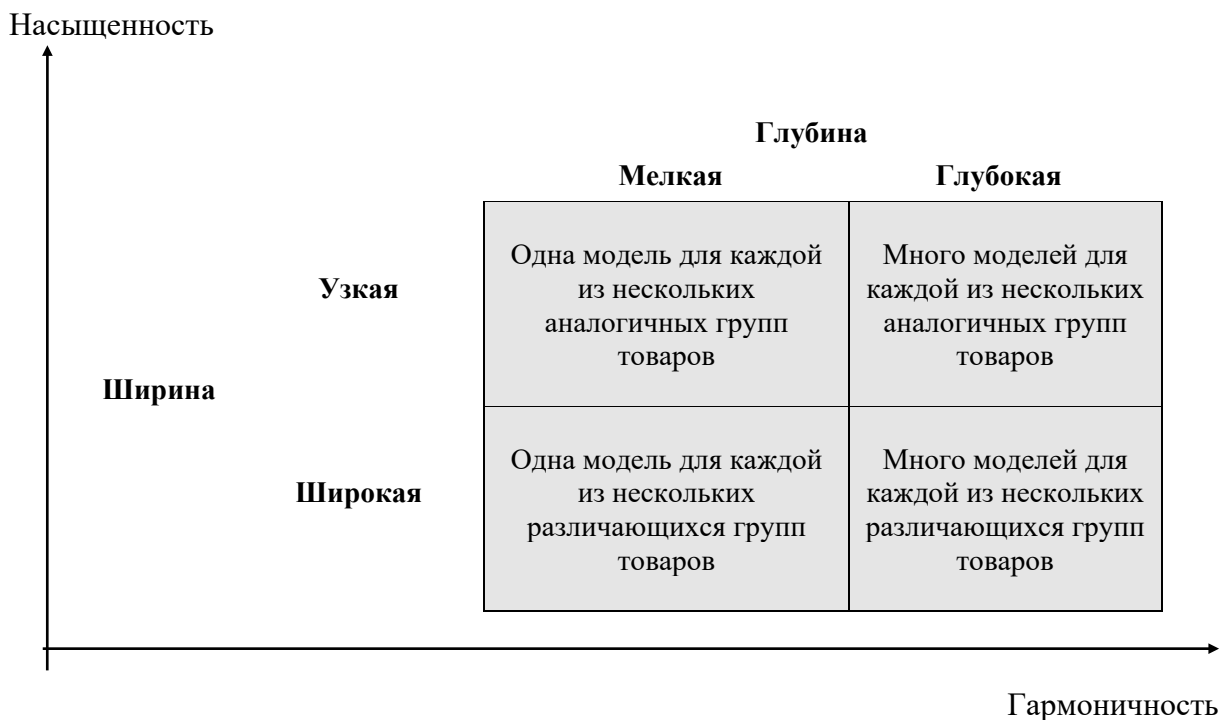 Насыщенность
Глубина
Мелкая
Глубокая
Узкая
Одна модель для каждой
из нескольких
аналогичных групп
товаров
Много моделей для
каждой из нескольких
аналогичных групп
товаров
Ширина
Широкая
Одна модель для каждой
из нескольких
различающихся групп
товаров
Много моделей для
каждой из нескольких
различающихся групп
товаров
Гармоничность